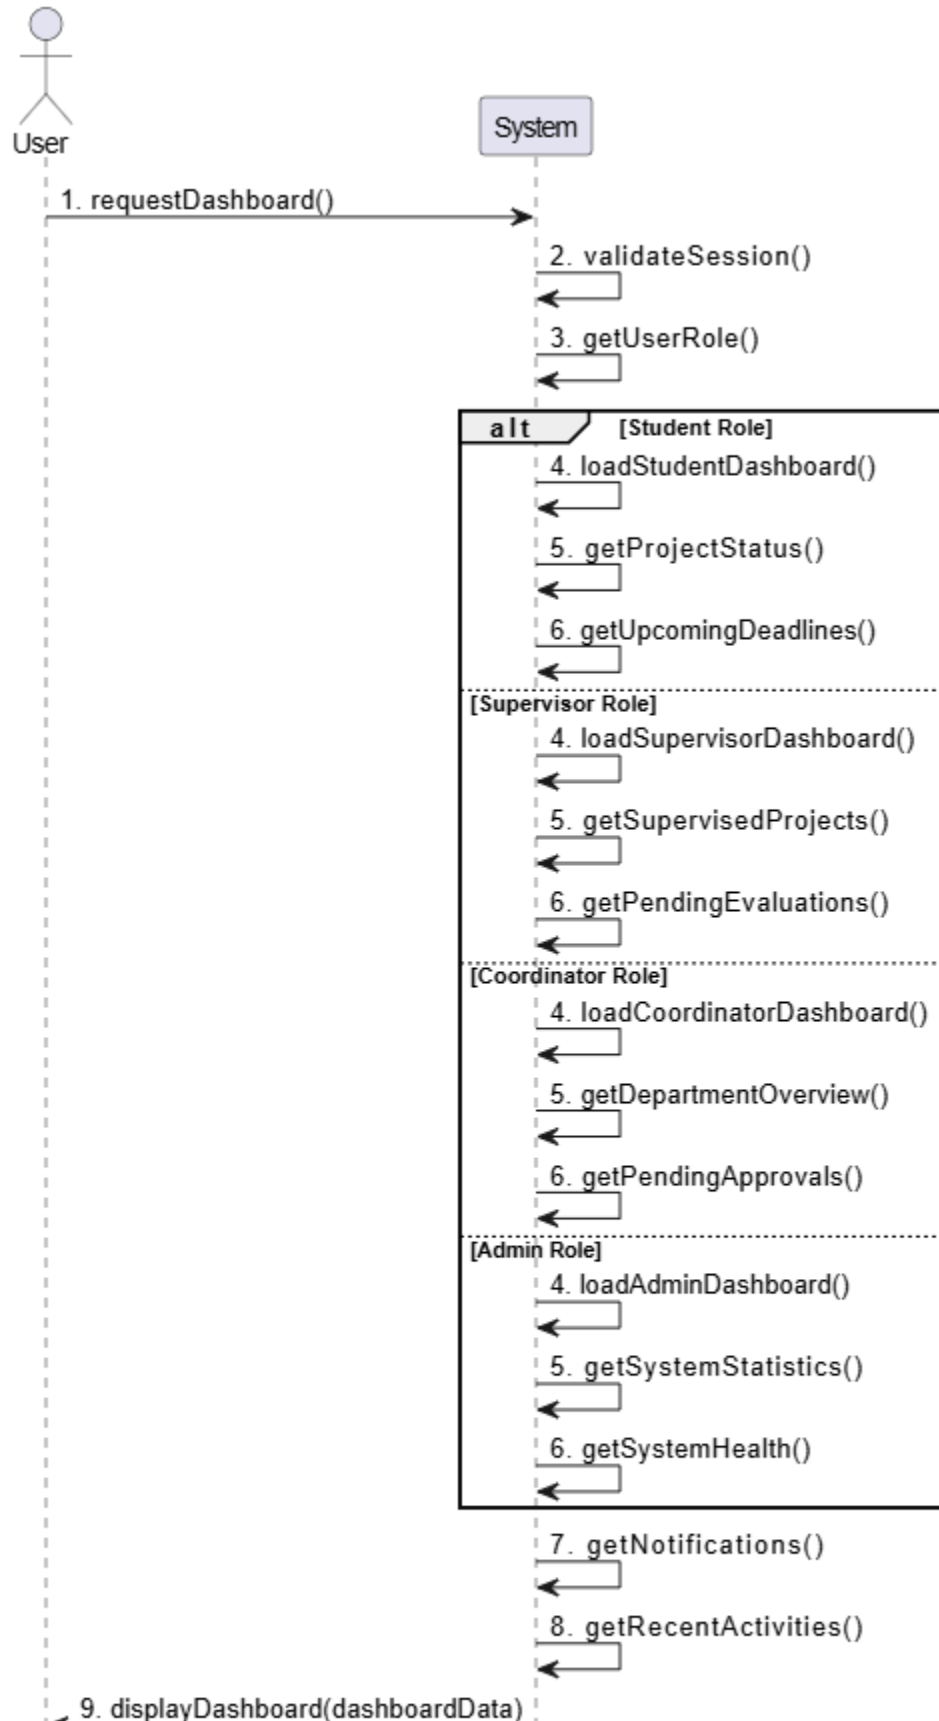 User
System
1. requestDashboard()
2. validateSession()
3. getUserRole()
alt [Student Role]
4. loadStudentDashboard()
5. getProjectStatus()
6. getUpcomingDeadlines()
[Supervisor Role]
4. loadSupervisorDashboard()
5. getSupervisedProjects()
6. getPendingEvaluations()
[Coordinator Role]
4. loadCoordinatorDashboard()
5. getDepartmentOverview()
6. getPendingApprovals()
[Admin Role]
4. loadAdminDashboard()
5. getSystemStatistics()
6. getSystemHealth()
7. getNotifications()
8. getRecentActivities()
9. displayDashboard(dashboardData)